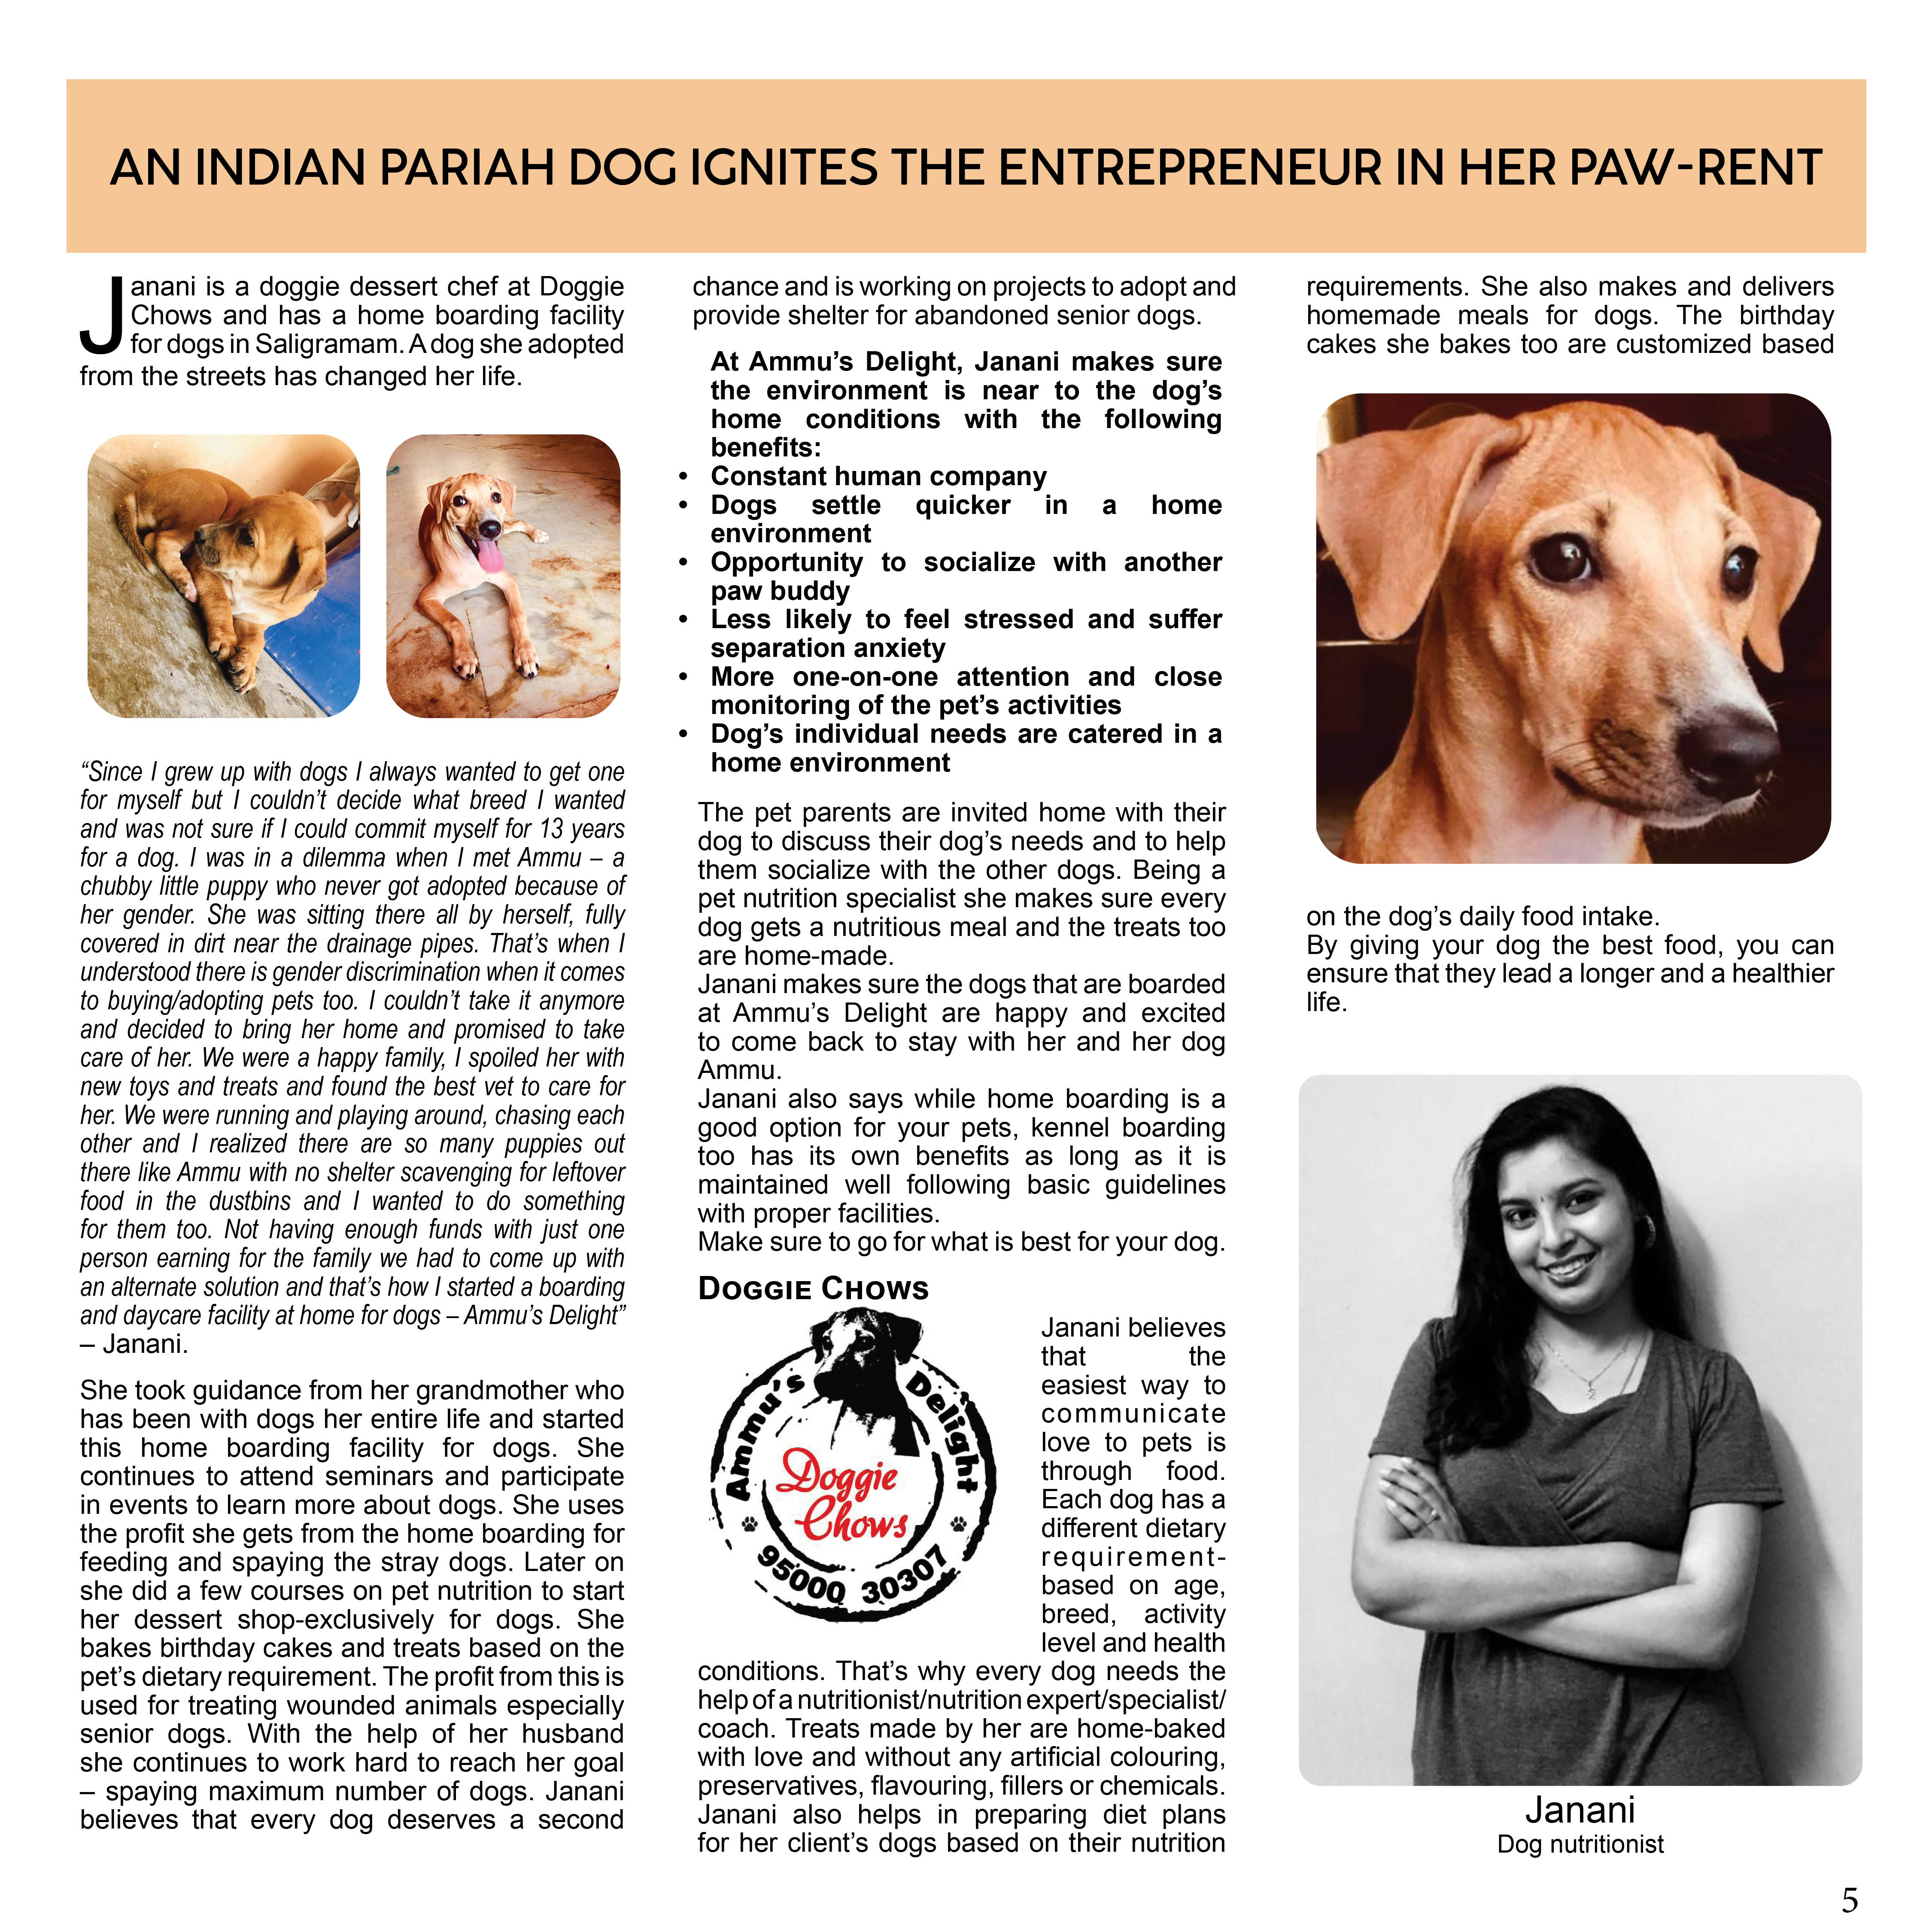 AN INDIAN PARIAH DOG IGNITES THE ENTREPRENEUR IN HER PAW-RENT
Janani is a doggie dessert chef at Doggie
Chows and has a home boarding facility
for dogs in Saligramam. A dog she adopted
from the streets has changed her life.
“Since I grew up with dogs I always wanted to get one
for myself but I couldn’t decide what breed I wanted
and was not sure if I could commit myself for 13 years
for a dog. I was in a dilemma when I met Ammu – a
chubby little puppy who never got adopted because of
her gender. She was sitting there all by herself, fully
covered in dirt near the drainage pipes. That’s when I
understood there is gender discrimination when it comes
to buying/adopting pets too. I couldn’t take it anymore
and decided to bring her home and promised to take
care of her. We were a happy family, I spoiled her with
new toys and treats and found the best vet to care for
her. We were running and playing around, chasing each
other and I realized there are so many puppies out
there like Ammu with no shelter scavenging for leftover
food in the dustbins and I wanted to do something
for them too. Not having enough funds with just one
person earning for the family we had to come up with
an alternate solution and that’s how I started a boarding
and daycare facility at home for dogs – Ammu’s Delight”
– Janani.
She took guidance from her grandmother who
has been with dogs her entire life and started
this home boarding facility for dogs. She
continues to attend seminars and participate
in events to learn more about dogs. She uses
the profit she gets from the home boarding for
feeding and spaying the stray dogs. Later on
she did a few courses on pet nutrition to start
her dessert shop-exclusively for dogs. She
bakes birthday cakes and treats based on the
pet’s dietary requirement. The profit from this is
used for treating wounded animals especially
senior dogs. With the help of her husband
she continues to work hard to reach her goal
– spaying maximum number of dogs. Janani
believes that every dog deserves a second
chance and is working on projects to adopt and
provide shelter for abandoned senior dogs.
At Ammu’s Delight, Janani makes sure
the environment is near to the dog’s
home conditions with the following
benefits:
• Constant human company
• Dogs settle quicker in a home
environment
• Opportunity to socialize with another
paw buddy
• Less likely to feel stressed and suffer
separation anxiety
• More one-on-one attention and close
monitoring of the pet’s activities
• Dog’s individual needs are catered in a
home environment
The pet parents are invited home with their
dog to discuss their dog’s needs and to help
them socialize with the other dogs. Being a
pet nutrition specialist she makes sure every
dog gets a nutritious meal and the treats too
are home-made.
Janani makes sure the dogs that are boarded
at Ammu’s Delight are happy and excited
to come back to stay with her and her dog
Ammu.
Janani also says while home boarding is a
good option for your pets, kennel boarding
too has its own benefits as long as it is
maintained well following basic guidelines
with proper facilities.
Make sure to go for what is best for your dog.
DOGGIE CHOWS
Ammu's Delight
Doggie
Chows
95000 30307
Janani believes
that the
easiest way to
communicate
love to pets is
through food.
Each dog has a
different dietary
requirement-
based on age,
breed, activity
level and health
conditions. That’s why every dog needs the
help of a nutritionist/nutrition expert/specialist/
coach. Treats made by her are home-baked
with love and without any artificial colouring,
preservatives, flavouring, fillers or chemicals.
Janani also helps in preparing diet plans
for her client’s dogs based on their nutrition
requirements. She also makes and delivers
homemade meals for dogs. The birthday
cakes she bakes too are customized based
on the dog’s daily food intake.
By giving your dog the best food, you can
ensure that they lead a longer and a healthier
life.
Janani
Dog nutritionist
5